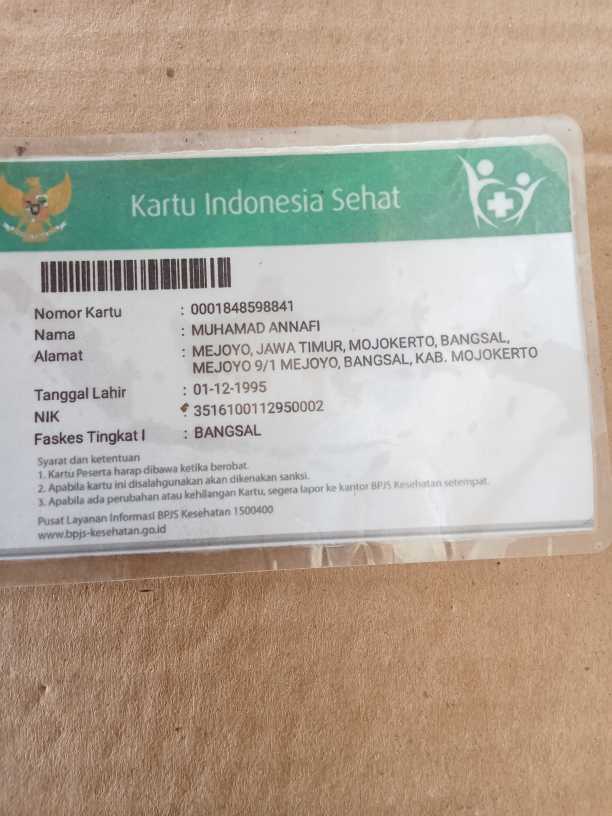 Kartu Indonesia Sehat
Nomor Kartu : 0001848598841
Nama : MUHAMAD ANNAFI
Alamat : MEJOYO, JAWA TIMUR, MOJOKERTO, BANGSAL,
MEJOYO 9/1 MEJOYO, BANGSAL, KAB. MOJOKERTO
Tanggal Lahir : 01-12-1995
NIK : 3516100112950002
Faskes Tingkat I : BANGSAL
Syarat dan ketentuan
1. Kartu Peserta harap dibawa ketika berobat.
2. Apabila kartu ini disalahgunakan akan dikenakan sanksi.
3. Apabila ada perubahan atau kehilangan Kartu, segera lapor ke kantor BPJS Kesehatan setempat.
Pusat Layanan Informasi BPJS Kesehatan 1500400
www.bpjs-kesehatan.go.id